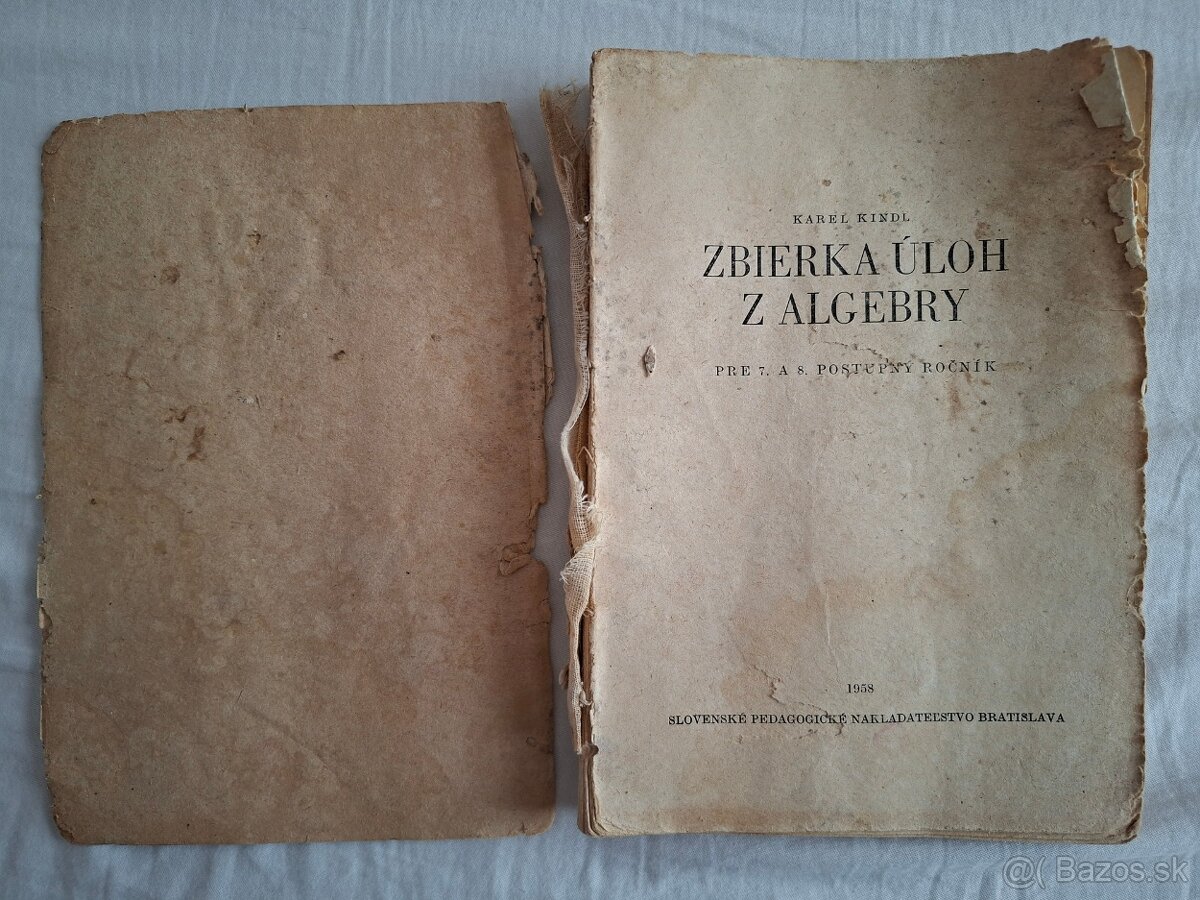 KAREL KINDL
ZBIERKA ÚLOH
Z ALGEBRY
PRE 7. A 8. POSTUPNÝ ROČNÍK
1958
SLOVENSKÉ PEDAGOGICKÉ NAKLADATEĽSTVO BRATISLAVA
@( Bazos.sk